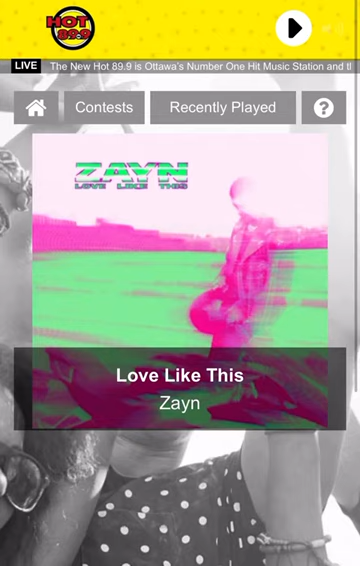 HOT
89.9
LIVE
The New Hot 89.9 is Ottawa's Number One Hit Music Station and tl
Contests
Recently Played
?
ZAYN
LOVE LIKE THIS
Love Like This
Zayn